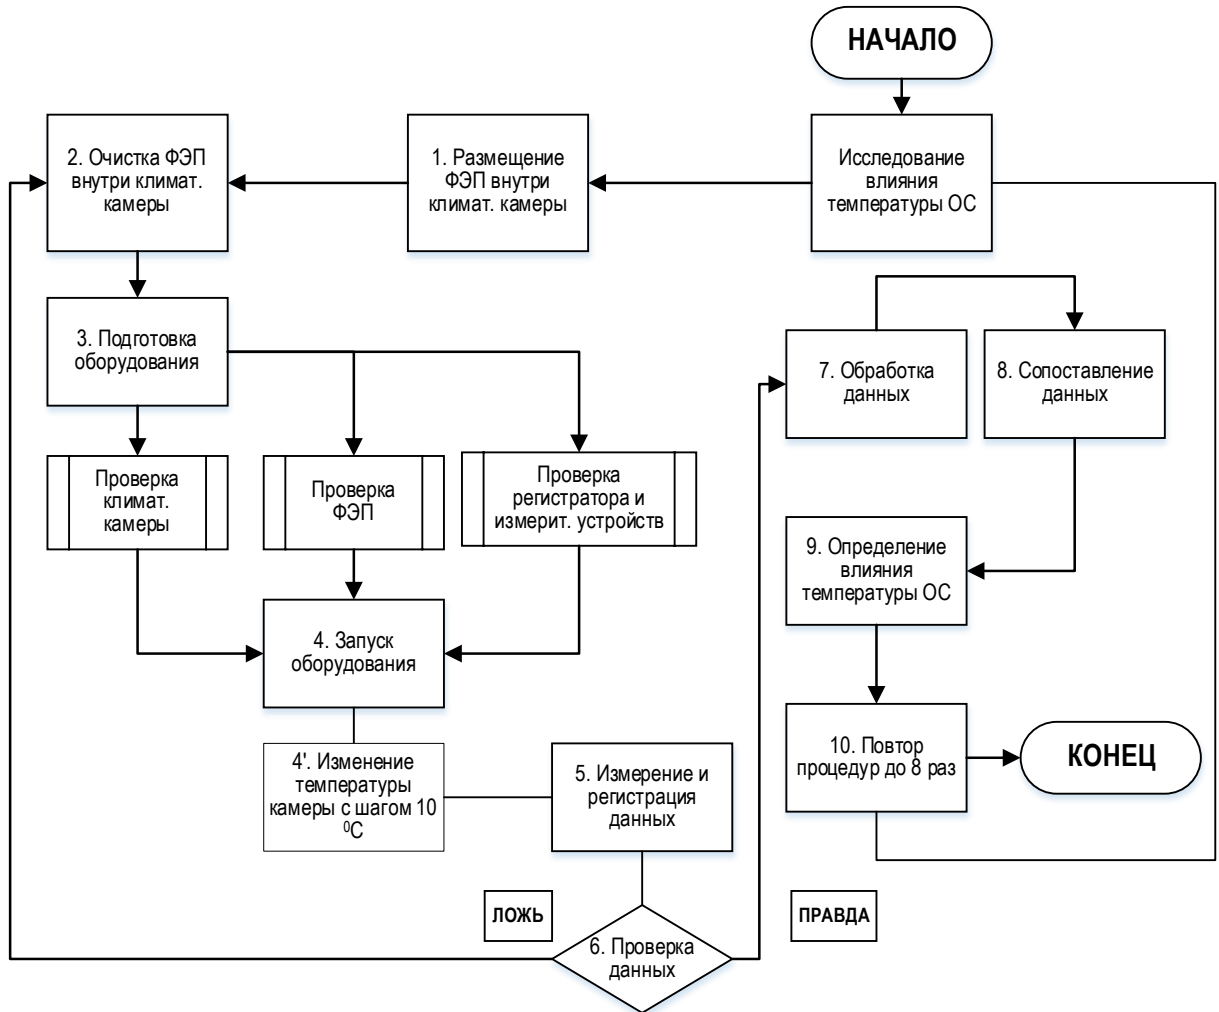 НАЧАЛО
Исследование
влияния
температуры ОС
1. Размещение
ФЭП внутри
климат. камеры
2. Очистка ФЭП
внутри климат.
камеры
3. Подготовка
оборудования
Проверка
климат.
камеры
Проверка
ФЭП
Проверка
регистратора и
измерит. устройств
4. Запуск
оборудования
4'. Изменение
температуры
камеры с шагом 10
⁰С
5. Измерение и
регистрация
данных
ЛОЖЬ
6. Проверка
данных
ПРАВДА
7. Обработка
данных
8. Сопоставление
данных
9. Определение
влияния
температуры ОС
10. Повтор
процедур до 8 раз
КОНЕЦ